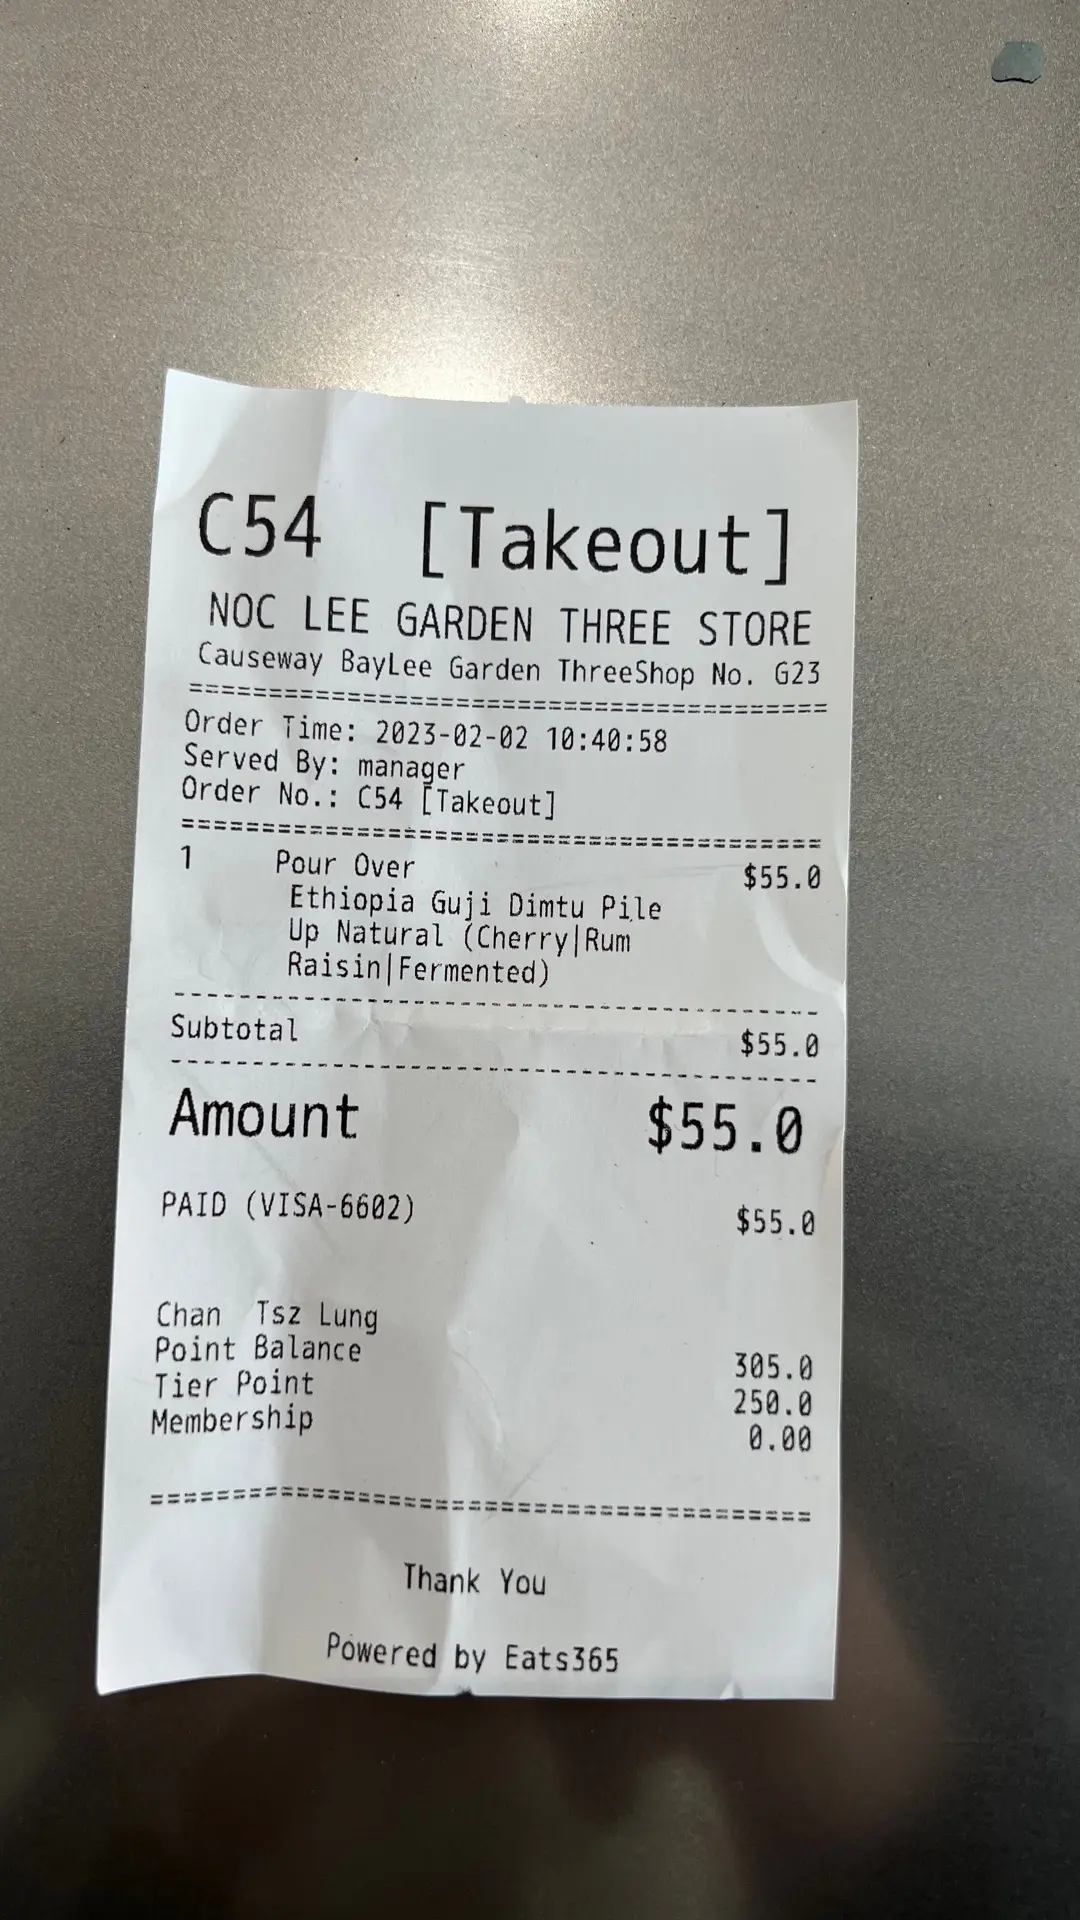 C54 [Takeout]
NOC LEE GARDEN THREE STORE
Causeway BayLee Garden ThreeShop No. G23
========================================
Order Time: 2023-02-02 10:40:58
Served By: manager
Order No.: C54 [Takeout]
========================================
1 Pour Over $55.0
Ethiopia Guji Dimtu Pile
Up Natural (Cherry|Rum
Raisin|Fermented)
----------------------------------------
Subtotal $55.0
----------------------------------------
Amount $55.0
PAID (VISA-6602) $55.0
Chan Tsz Lung
Point Balance 305.0
Tier Point 250.0
Membership 0.00
========================================
Thank You
Powered by Eats365